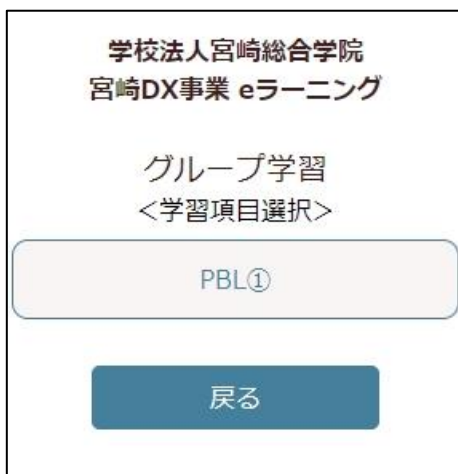 学校法人宮崎総合学院
宮崎DX事業 eラーニング
グループ学習
＜学習項目選択＞
PBL①
戻る